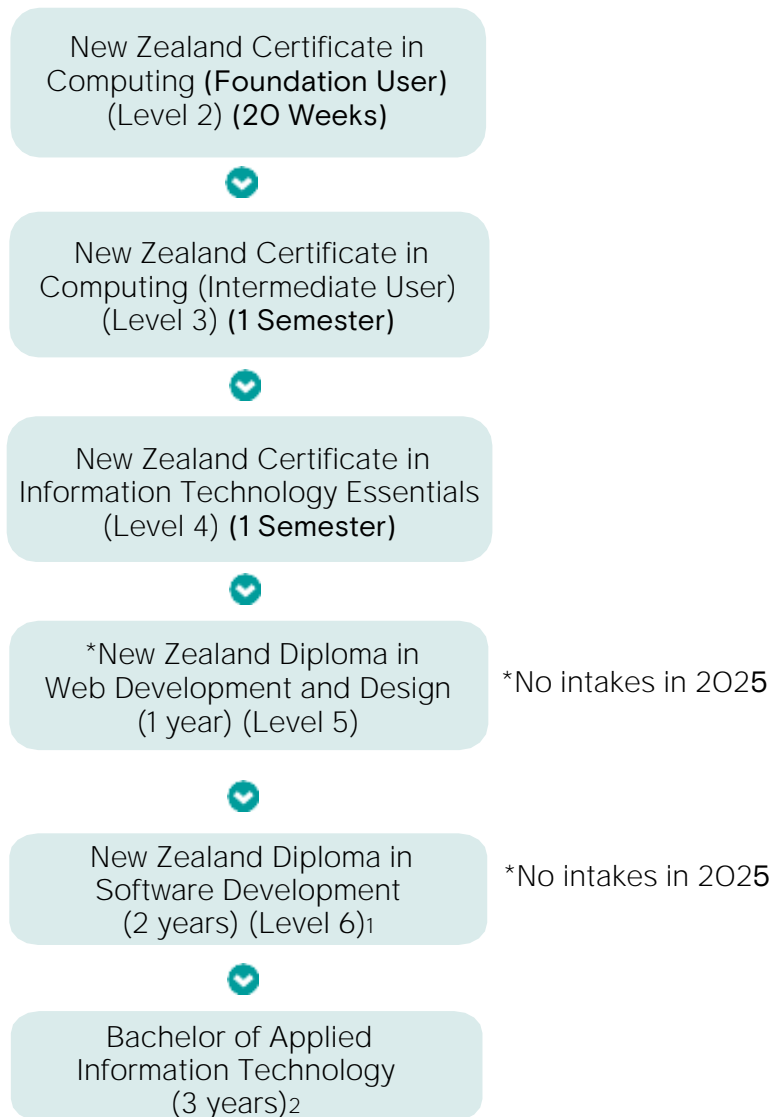 New Zealand Certificate in
Computing (Foundation User)
(Level 2) (20 Weeks)
New Zealand Certificate in
Computing (Intermediate User)
(Level 3) (1 Semester)
New Zealand Certificate in
Information Technology Essentials
(Level 4) (1 Semester)
*New Zealand Diploma in
Web Development and Design
(1 year) (Level 5)
*No intakes in 2025
New Zealand Diploma in
Software Development
(2 years) (Level 6)1
*No intakes in 2025
Bachelor of Applied
Information Technology
(3 years)2